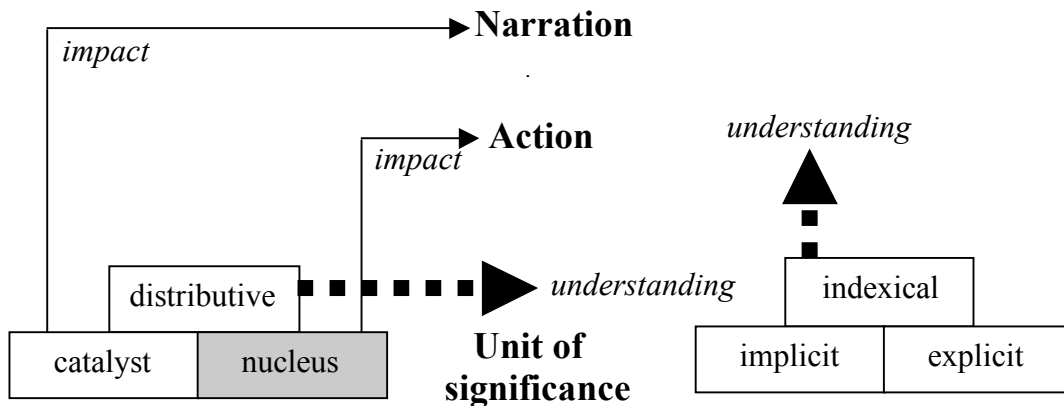 Narration
impact
Action
impact
understanding
distributive
understanding
indexical
catalyst
nucleus
Unit of
significance
implicit
explicit